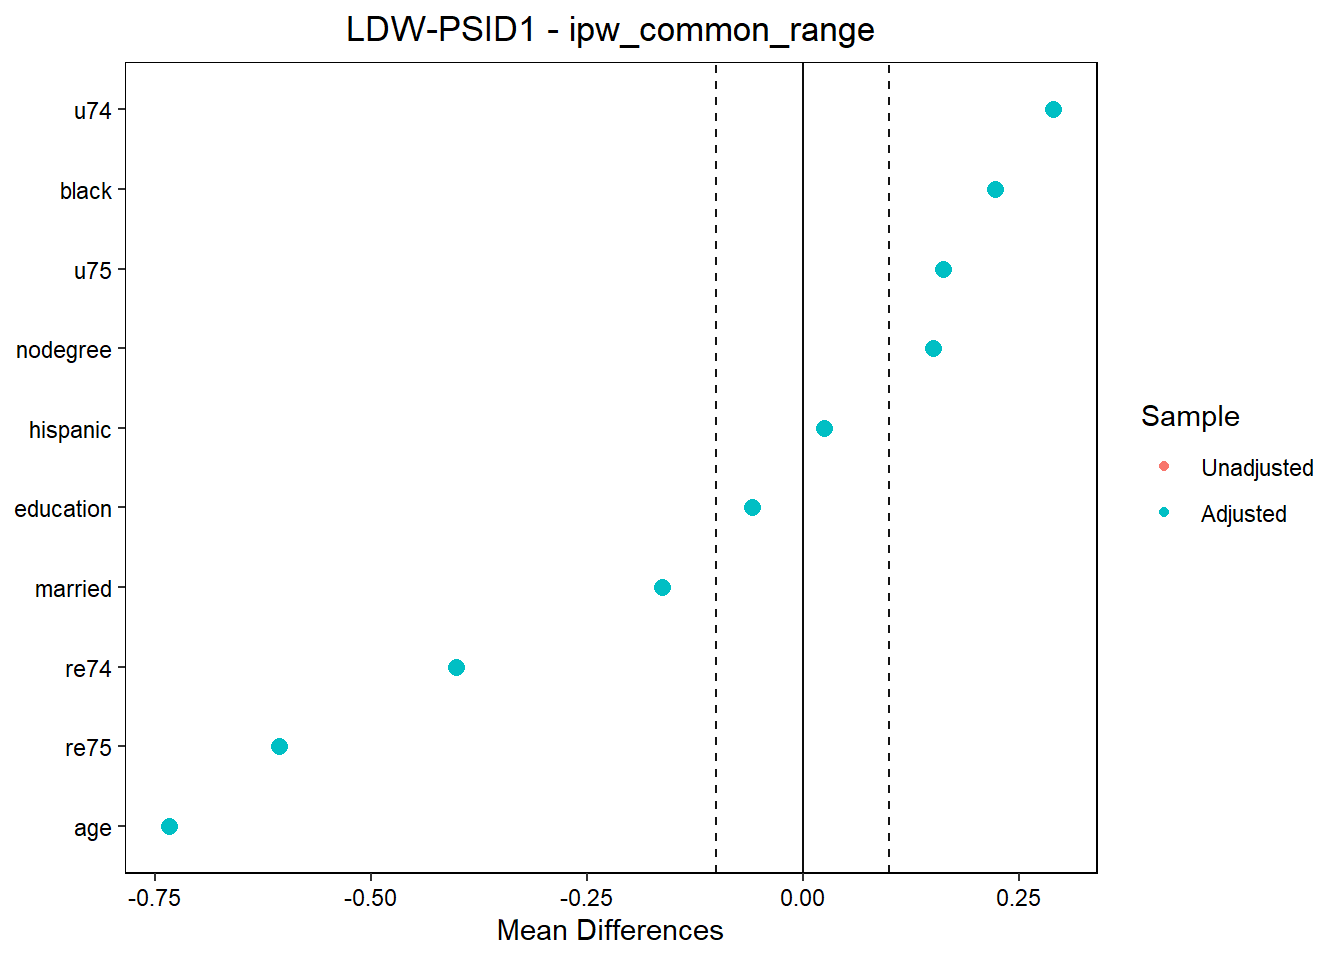 LDW-PSID1 - ipw_common_range
u74
black
u75
nodegree
hispanic
education
married
re74
re75
age
-0.75 -0.50 -0.25 0.00 0.25
Mean Differences
Sample
Unadjusted
Adjusted